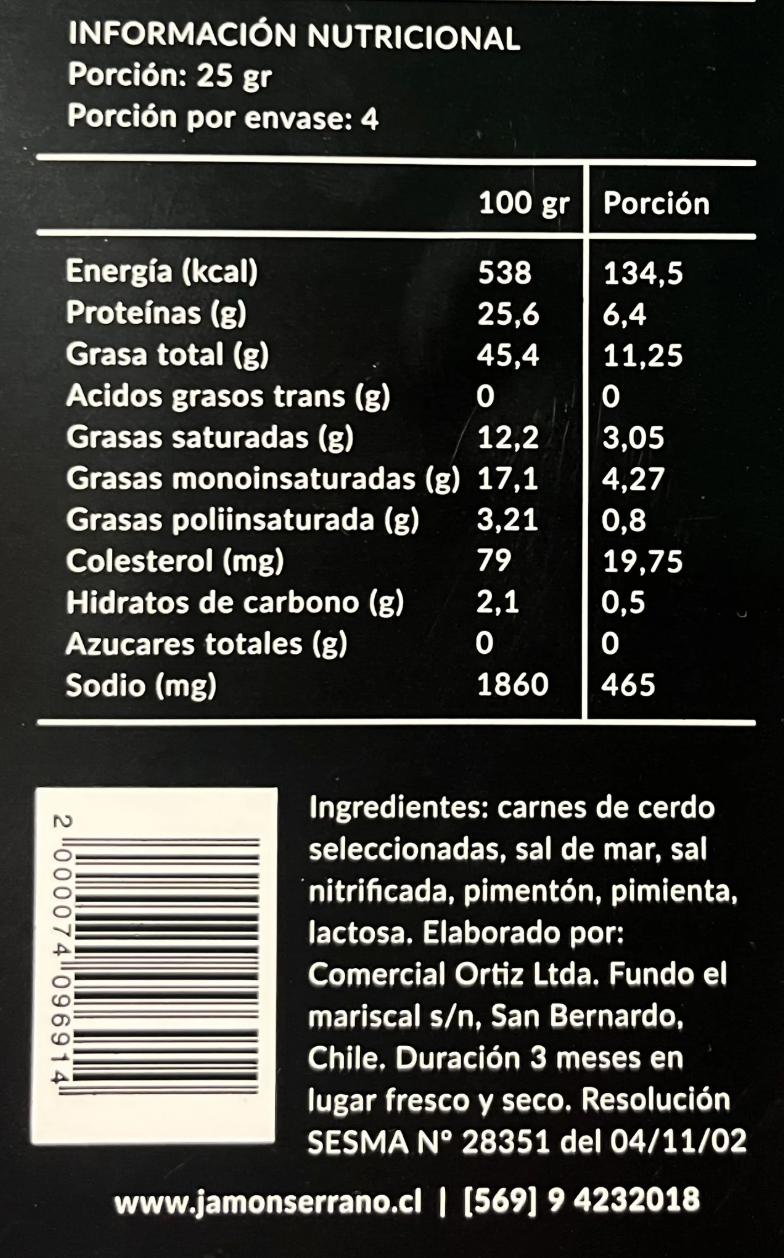 INFORMACIÓN NUTRICIONAL
Porción: 25 gr
Porción por envase: 4
100 gr Porción
Energía (kcal) 538 134,5
Proteínas (g) 25,6 6,4
Grasa total (g) 45,4 11,25
Acidos grasos trans (g) 0 0
Grasas saturadas (g) 12,2 3,05
Grasas monoinsaturadas (g) 17,1 4,27
Grasas poliinsaturada (g) 3,21 0,8
Colesterol (mg) 79 19,75
Hidratos de carbono (g) 2,1 0,5
Azucares totales (g) 0 0
Sodio (mg) 1860 465
2 000074 096914
Ingredientes: carnes de cerdo
seleccionadas, sal de mar, sal
nitrificada, pimentón, pimienta,
lactosa. Elaborado por:
Comercial Ortiz Ltda. Fundo el
mariscal s/n, San Bernardo,
Chile. Duración 3 meses en
lugar fresco y seco. Resolución
SESMA Nº 28351 del 04/11/02
www.jamonserrano.cl | [569] 9 4232018